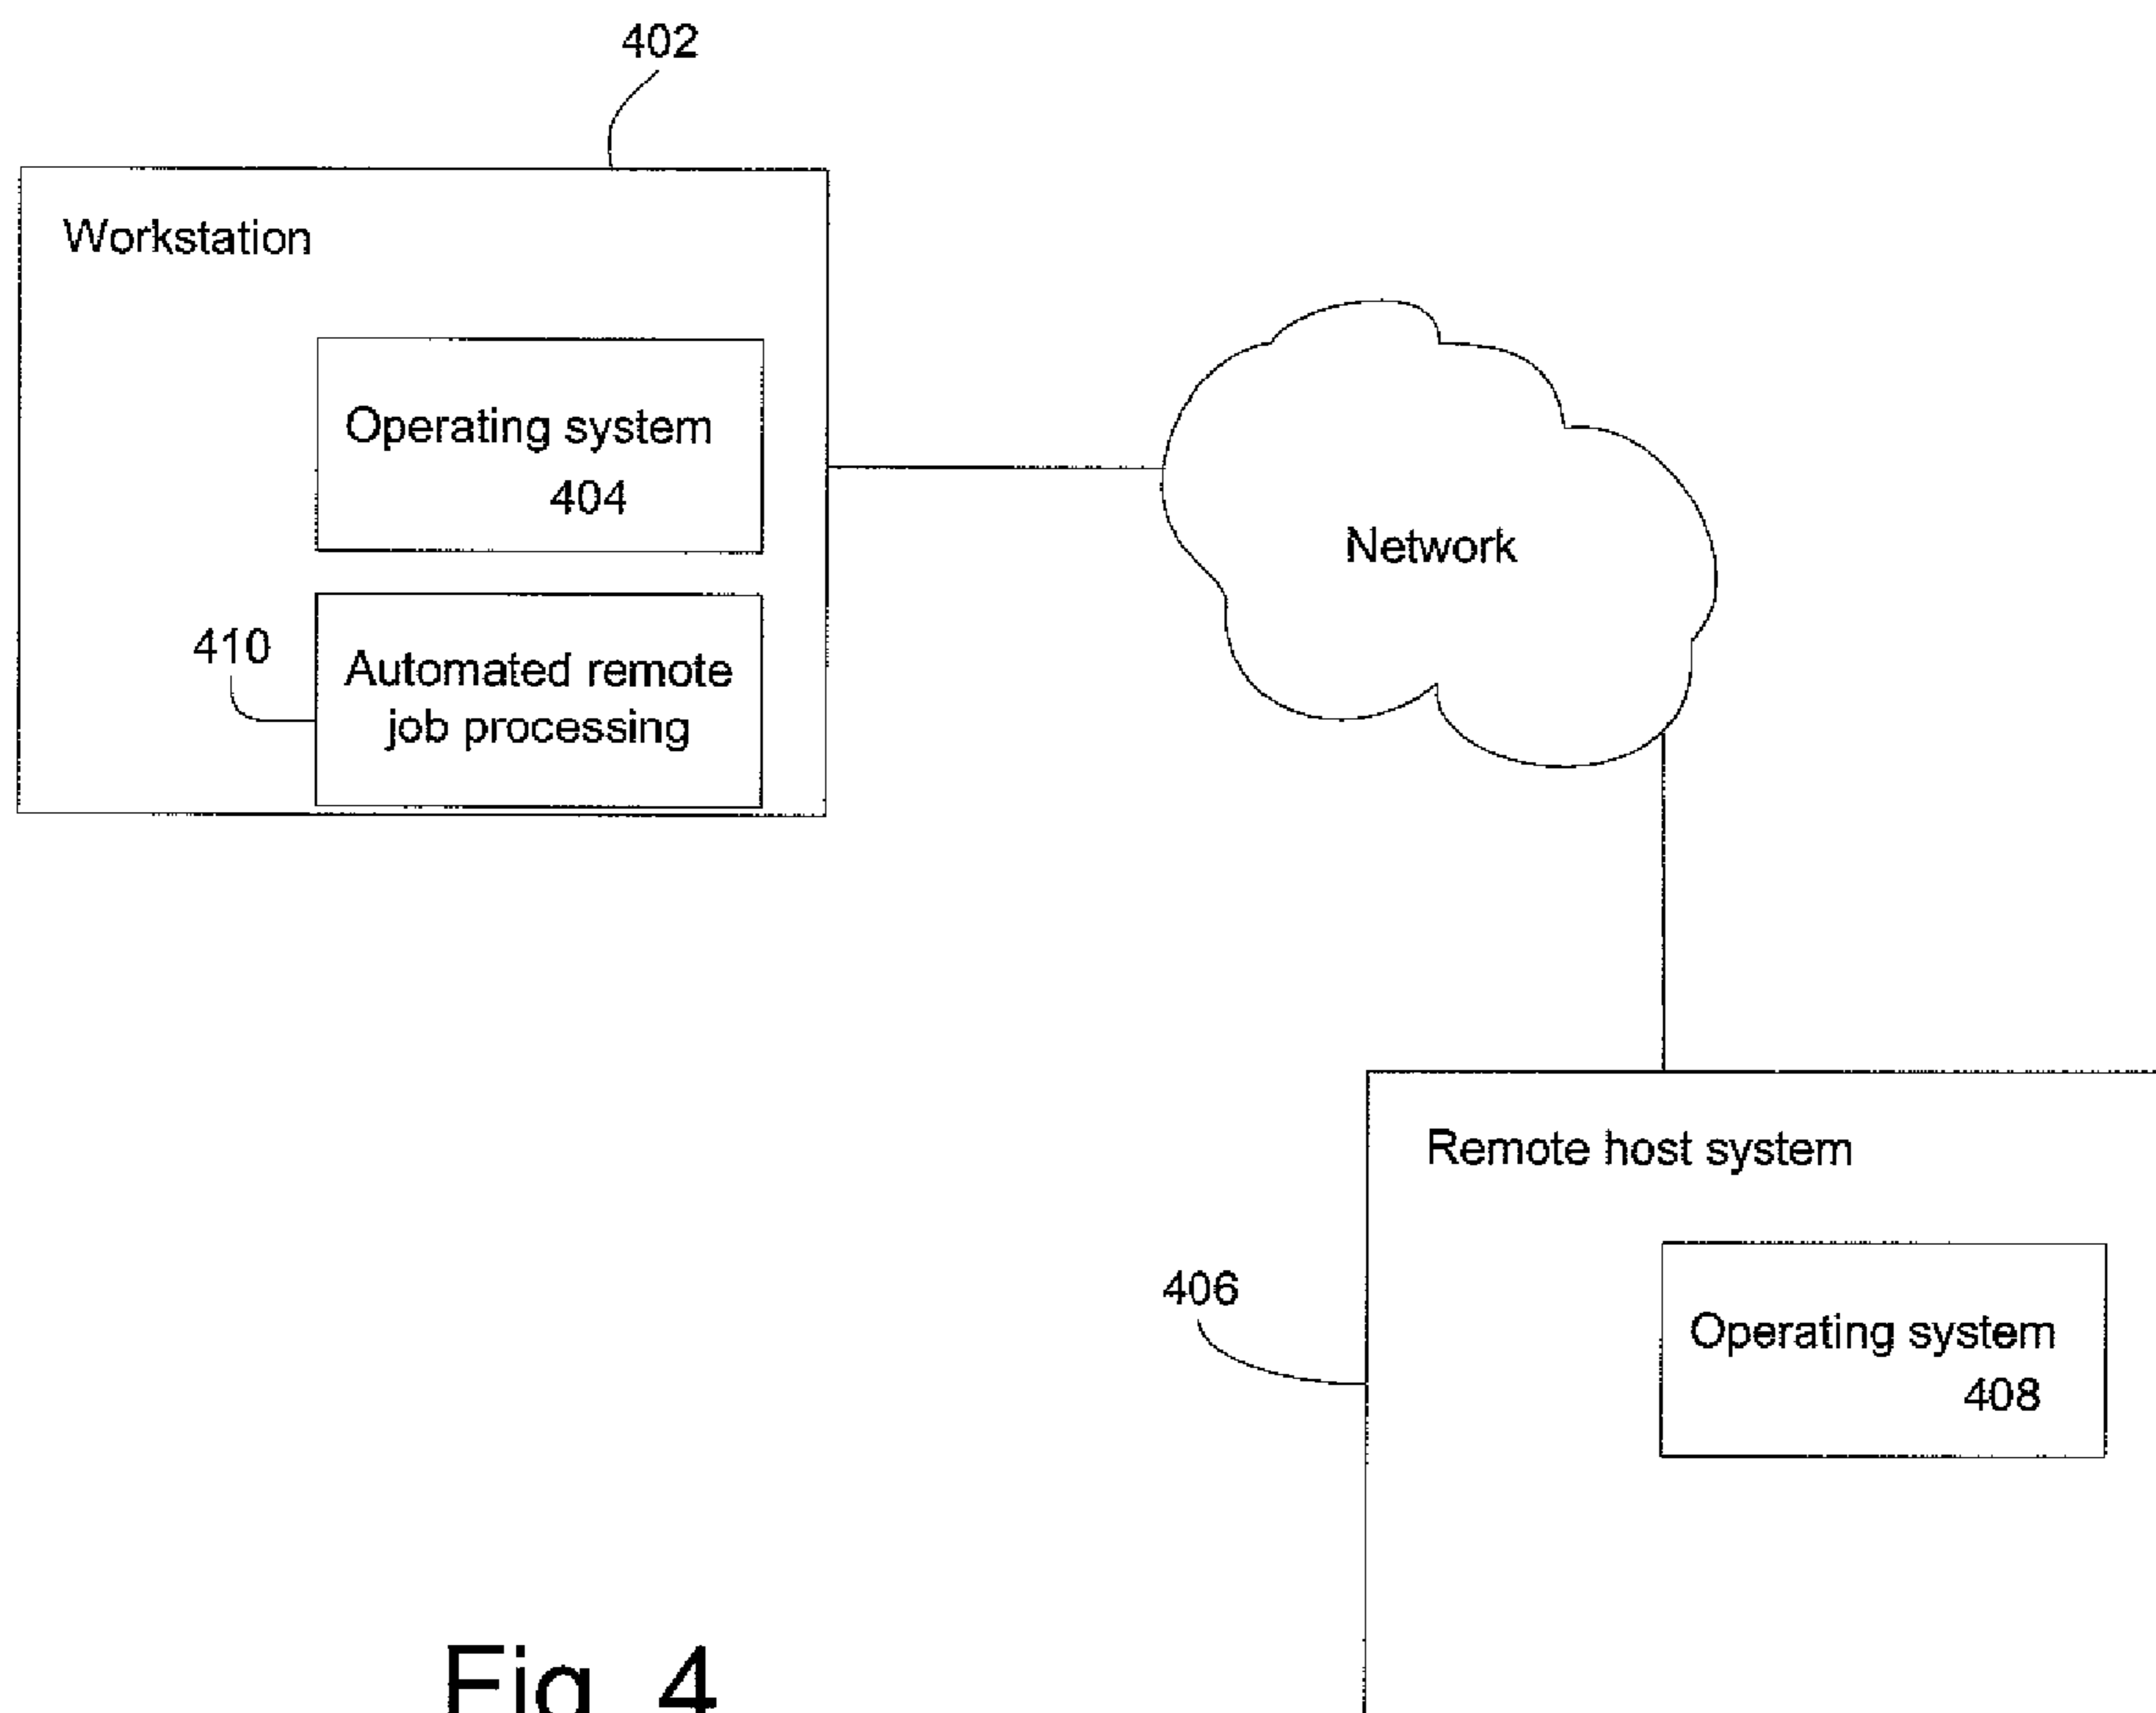 402
Workstation
Operating system
404
410
Automated remote
job processing
Network
Remote host system
406
Operating system
408
Fig. 4